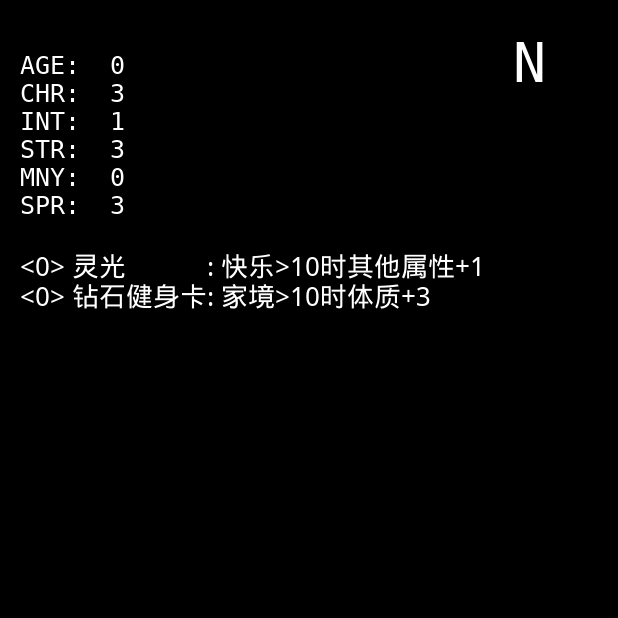 N
AGE: 0
CHR: 3
INT: 1
STR: 3
MNY: 0
SPR: 3
<0> 灵光 : 快乐>10时其他属性+1
<0> 钻石健身卡: 家境>10时体质+3